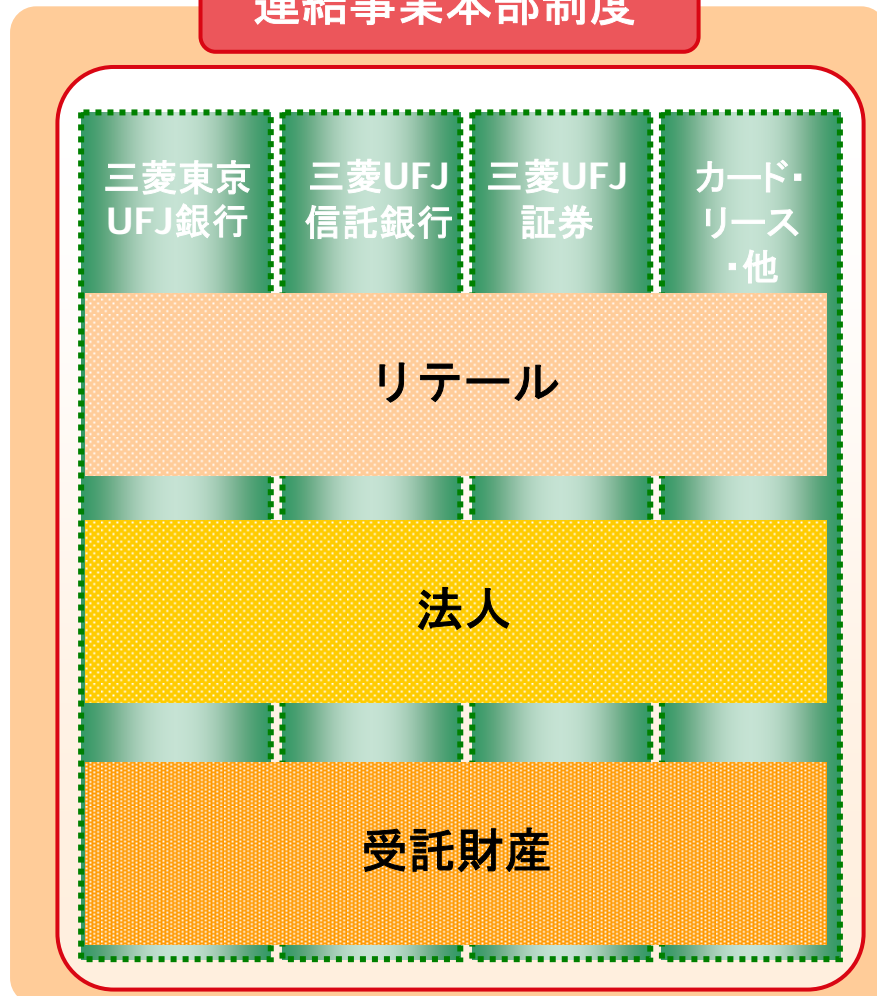 連結事業本部制度
三菱東京
UFJ銀行
三菱UFJ
信託銀行
三菱UFJ
証券
カード・
リース
・他
リテール
法人
受託財産